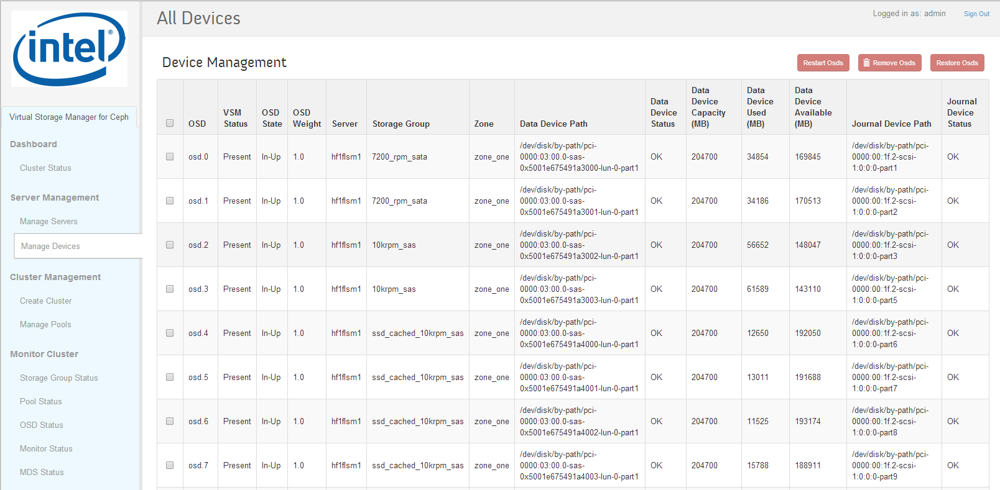 intel®
All Devices
Logged in as: admin
Sign Out
Virtual Storage Manager for Ceph
Dashboard
Cluster Status
Server Management
Manage Servers
Manage Devices
Cluster Management
Create Cluster
Manage Pools
Monitor Cluster
Storage Group Status
Pool Status
OSD Status
Monitor Status
MDS Status
Device Management
Restart Osds
Remove Osds
Restore Osds
OSD
VSM
Status
OSD
State
OSD
Weight
Server
Storage Group
Zone
Data Device Path
Data
Device
Status
Data
Device
Capacity
(MB)
Data
Device
Used
(MB)
Data
Device
Available
(MB)
Journal Device Path
Journal
Device
Status
osd.0 Present In-Up 1.0 hf1flsm1 7200_rpm_sata zone_one
/dev/disk/by-path/pci-
0000:03:00.0-sas-
0x5001e675491a3000-lun-0-part1
OK 204700 34854 169845
/dev/disk/by-path/pci-
0000:00:1f.2-scsi-
1:0:0:0-part1
OK
osd.1 Present In-Up 1.0 hf1flsm1 7200_rpm_sata zone_one
/dev/disk/by-path/pci-
0000:03:00.0-sas-
0x5001e675491a3001-lun-0-part1
OK 204700 34186 170513
/dev/disk/by-path/pci-
0000:00:1f.2-scsi-
1:0:0:0-part2
OK
osd.2 Present In-Up 1.0 hf1flsm1 10krpm_sas zone_one
/dev/disk/by-path/pci-
0000:03:00.0-sas-
0x5001e675491a3002-lun-0-part1
OK 204700 56652 148047
/dev/disk/by-path/pci-
0000:00:1f.2-scsi-
1:0:0:0-part3
OK
osd.3 Present In-Up 1.0 hf1flsm1 10krpm_sas zone_one
/dev/disk/by-path/pci-
0000:03:00.0-sas-
0x5001e675491a3003-lun-0-part1
OK 204700 61589 143110
/dev/disk/by-path/pci-
0000:00:1f.2-scsi-
1:0:0:0-part5
OK
osd.4 Present In-Up 1.0 hf1flsm1 ssd_cached_10krpm_sas zone_one
/dev/disk/by-path/pci-
0000:03:00.0-sas-
0x5001e675491a4000-lun-0-part1
OK 204700 12650 192050
/dev/disk/by-path/pci-
0000:00:1f.2-scsi-
1:0:0:0-part6
OK
osd.5 Present In-Up 1.0 hf1flsm1 ssd_cached_10krpm_sas zone_one
/dev/disk/by-path/pci-
0000:03:00.0-sas-
0x5001e675491a4001-lun-0-part1
OK 204700 13011 191688
/dev/disk/by-path/pci-
0000:00:1f.2-scsi-
1:0:0:0-part7
OK
osd.6 Present In-Up 1.0 hf1flsm1 ssd_cached_10krpm_sas zone_one
/dev/disk/by-path/pci-
0000:03:00.0-sas-
0x5001e675491a4002-lun-0-part1
OK 204700 11525 193174
/dev/disk/by-path/pci-
0000:00:1f.2-scsi-
1:0:0:0-part8
OK
osd.7 Present In-Up 1.0 hf1flsm1 ssd_cached_10krpm_sas zone_one
/dev/disk/by-path/pci-
0000:03:00.0-sas-
0x5001e675491a4003-lun-0-part1
OK 204700 15788 188911
/dev/disk/by-path/pci-
0000:00:1f.2-scsi-
1:0:0:0-part9
OK